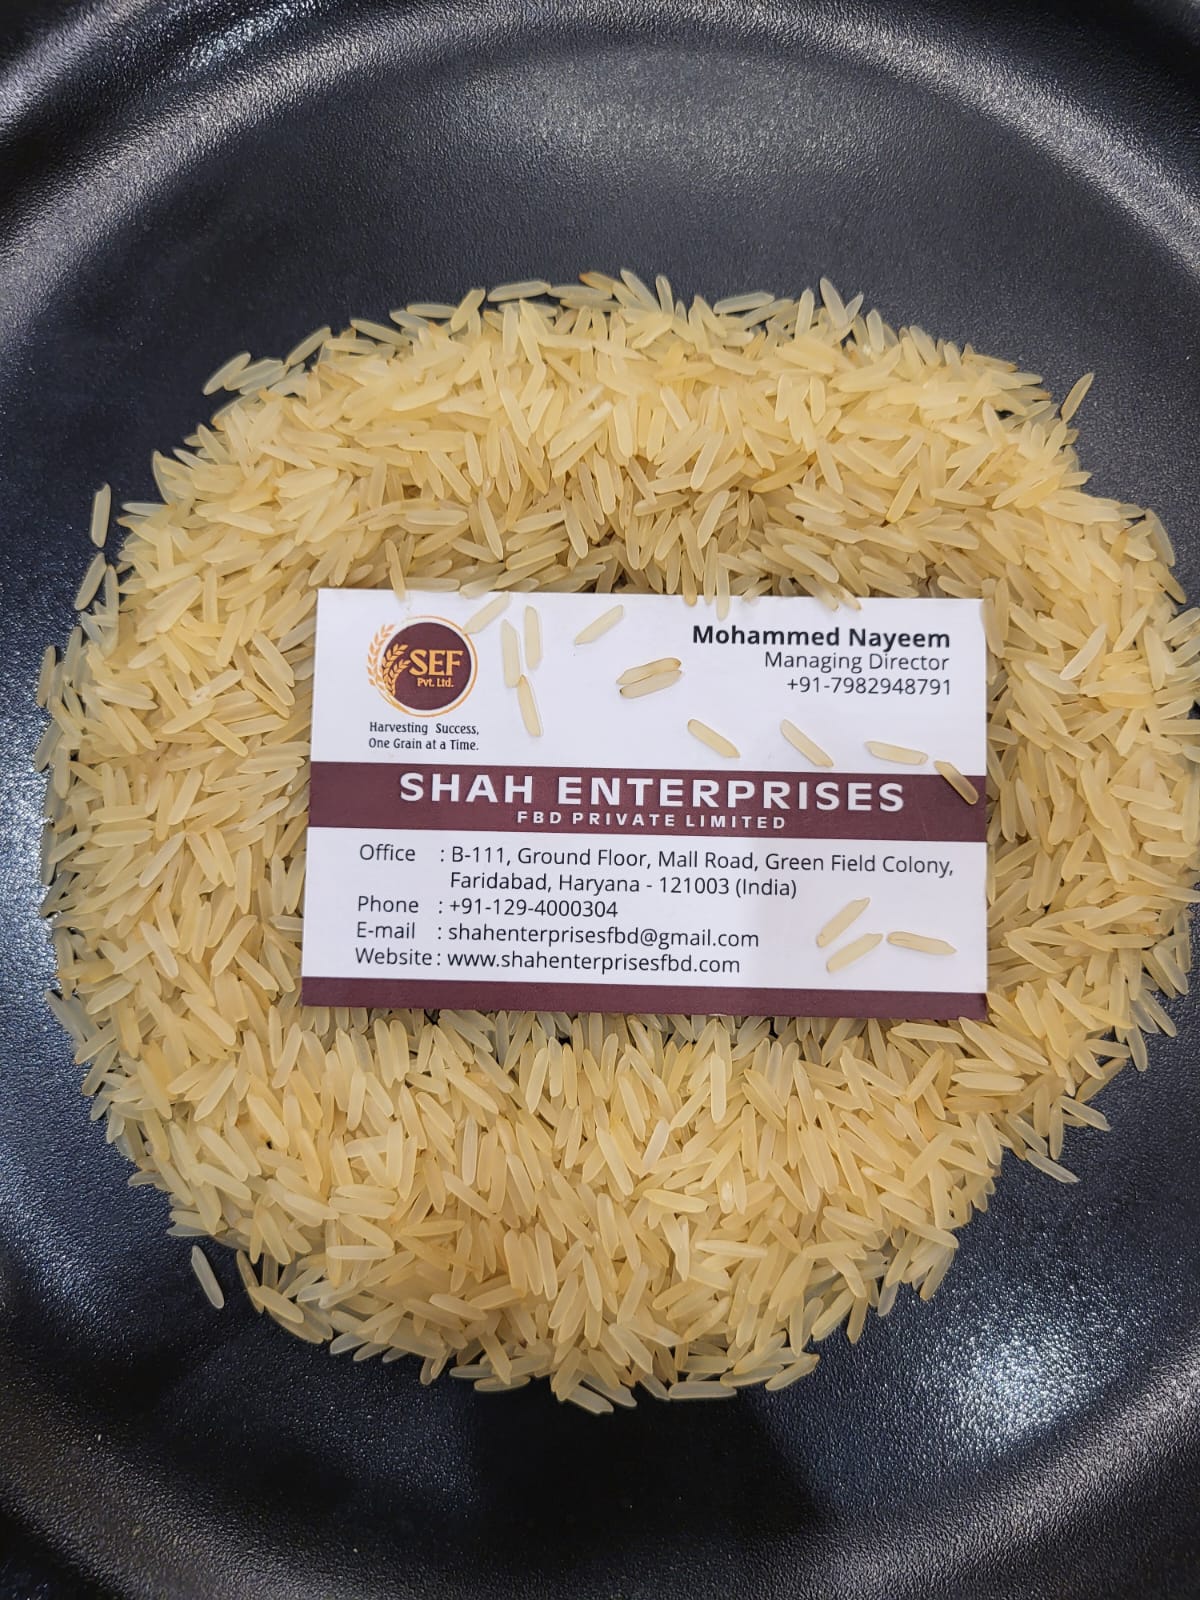 SEF
Pvt. Ltd.
Harvesting Success,
One Grain at a Time.
Mohammed Nayeem
Managing Director
+91-7982948791
SHAH ENTERPRISES
FBD PRIVATE LIMITED
Office : B-111, Ground Floor, Mall Road, Green Field Colony,
Faridabad, Haryana - 121003 (India)
Phone : +91-129-4000304
E-mail : shahenterprisesfbd@gmail.com
Website : www.shahenterprisesfbd.com